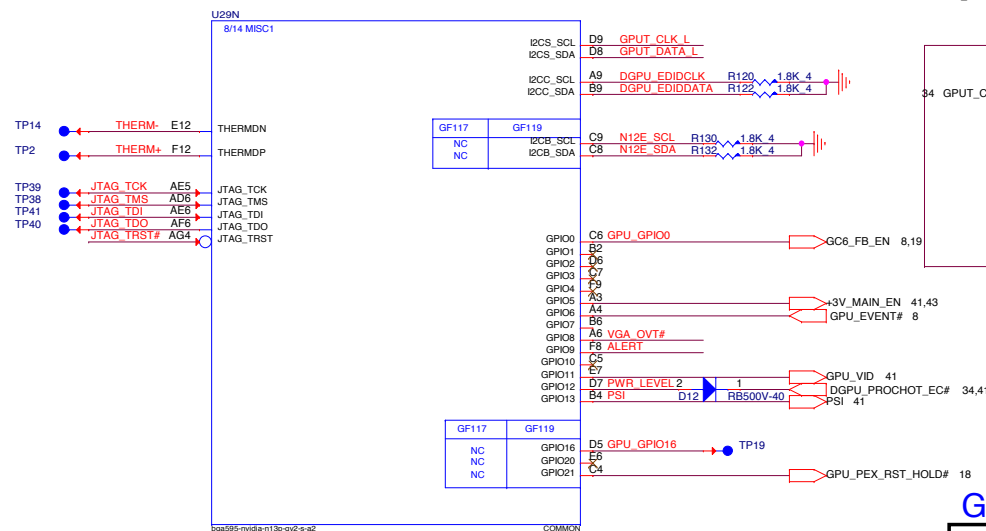 U29N
8/14 MISC1
I2CS_SCL D9 GPUT_CLK_L
I2CS_SDA D8 GPUT_DATA_L
I2CC_SCL A9 DGPU_EDIDCLK R120 1.8K_4
I2CC_SDA B9 DGPU_EDIDDATA R122 1.8K_4
34 GPUT_C
TP14 THERM- E12 THERMDN
TP2 THERM+ F12 THERMDP
GF117 GF119
NC I2CB_SCL C9 N12E_SCL R130 1.8K_4
NC I2CB_SDA C8 N12E_SDA R132 1.8K_4
TP39 JTAG_TCK AE5 JTAG_TCK
TP38 JTAG_TMS AD6 JTAG_TMS
TP41 JTAG_TDI AE6 JTAG_TDI
TP40 JTAG_TDO AF6 JTAG_TDO
JTAG_TRST# AG4 JTAG_TRST
GPIO0 C6 GPU_GPIO0 GC6_FB_EN 8,19
GPIO1 B2
GPIO2 D6
GPIO3 C7
GPIO4 F9
GPIO5 A3 +3V_MAIN_EN 41,43
GPIO6 A4 GPU_EVENT# 8
GPIO7 B6
GPIO8 A6 VGA_OVT#
GPIO9 F8 ALERT
GPIO10 C5
GPIO11 E7 GPU_VID 41
GPIO12 D7 PWR_LEVEL 2 1 DGPU_PROCHOT_EC# 34,41
GPIO13 B4 PSI D12 RB500V-40 PSI 41
GF117 GF119
NC GPIO16 D5 GPU_GPIO16 TP19
NC GPIO20 E6
NC GPIO21 C4 GPU_PEX_RST_HOLD# 18
G
bga595-nvidia-n13p-gv2-s-a2 COMMON